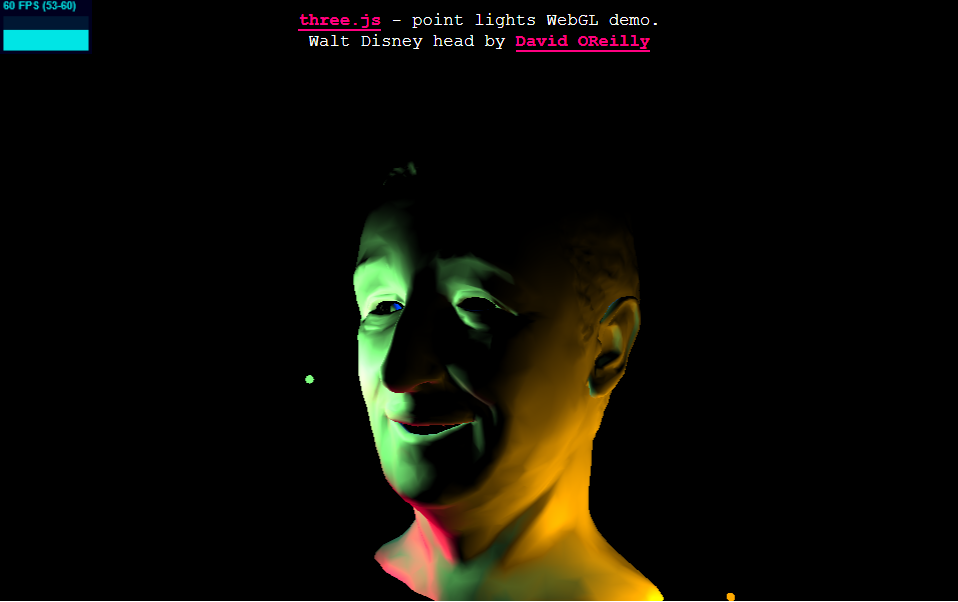 60 FPS (53-60)
three.js - point lights WebGL demo.
Walt Disney head by David OReilly